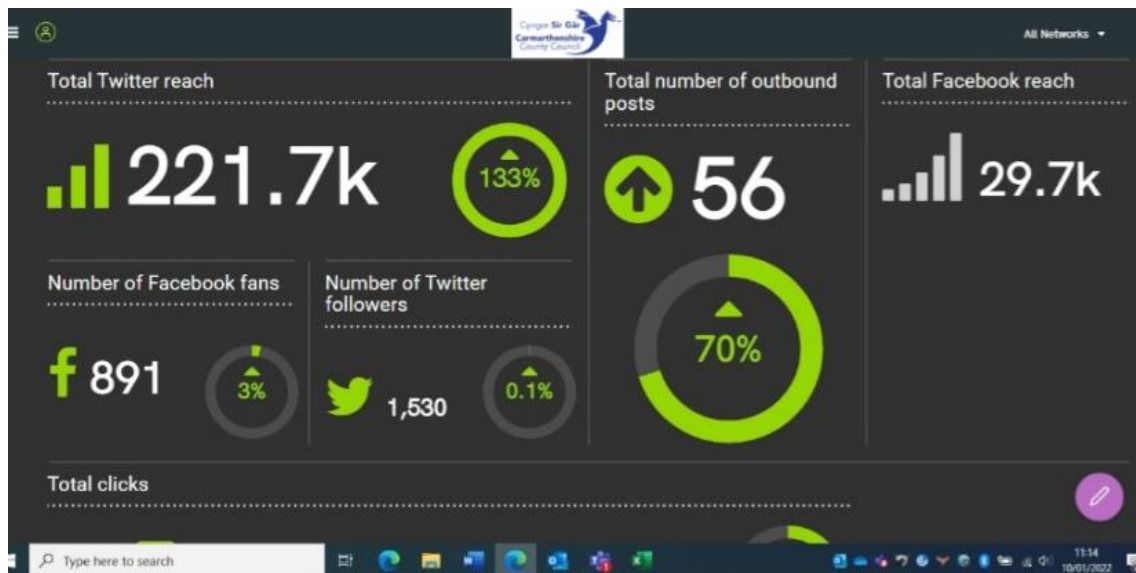 Cyngor Sir Gâr
Carmarthenshire
County Council
All Networks
Total Twitter reach
221.7k
133%
Total number of outbound
posts
56
70%
Total Facebook reach
29.7k
Number of Facebook fans
891
3%
Number of Twitter
followers
1,530
0.1%
Total clicks
Type here to search
11:14
10/01/2022